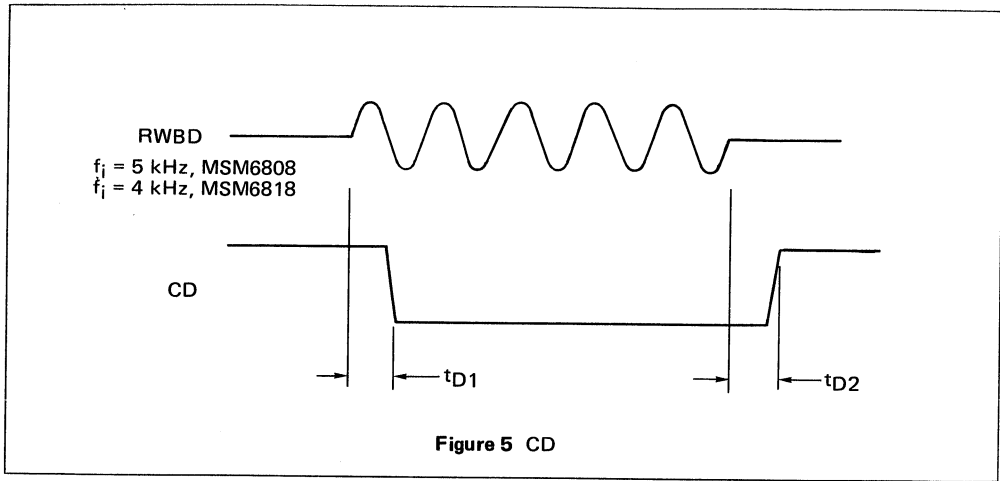 RWBD
fi = 5 kHz, MSM6808
fi = 4 kHz, MSM6818
CD
tD1
tD2
Figure 5 CD